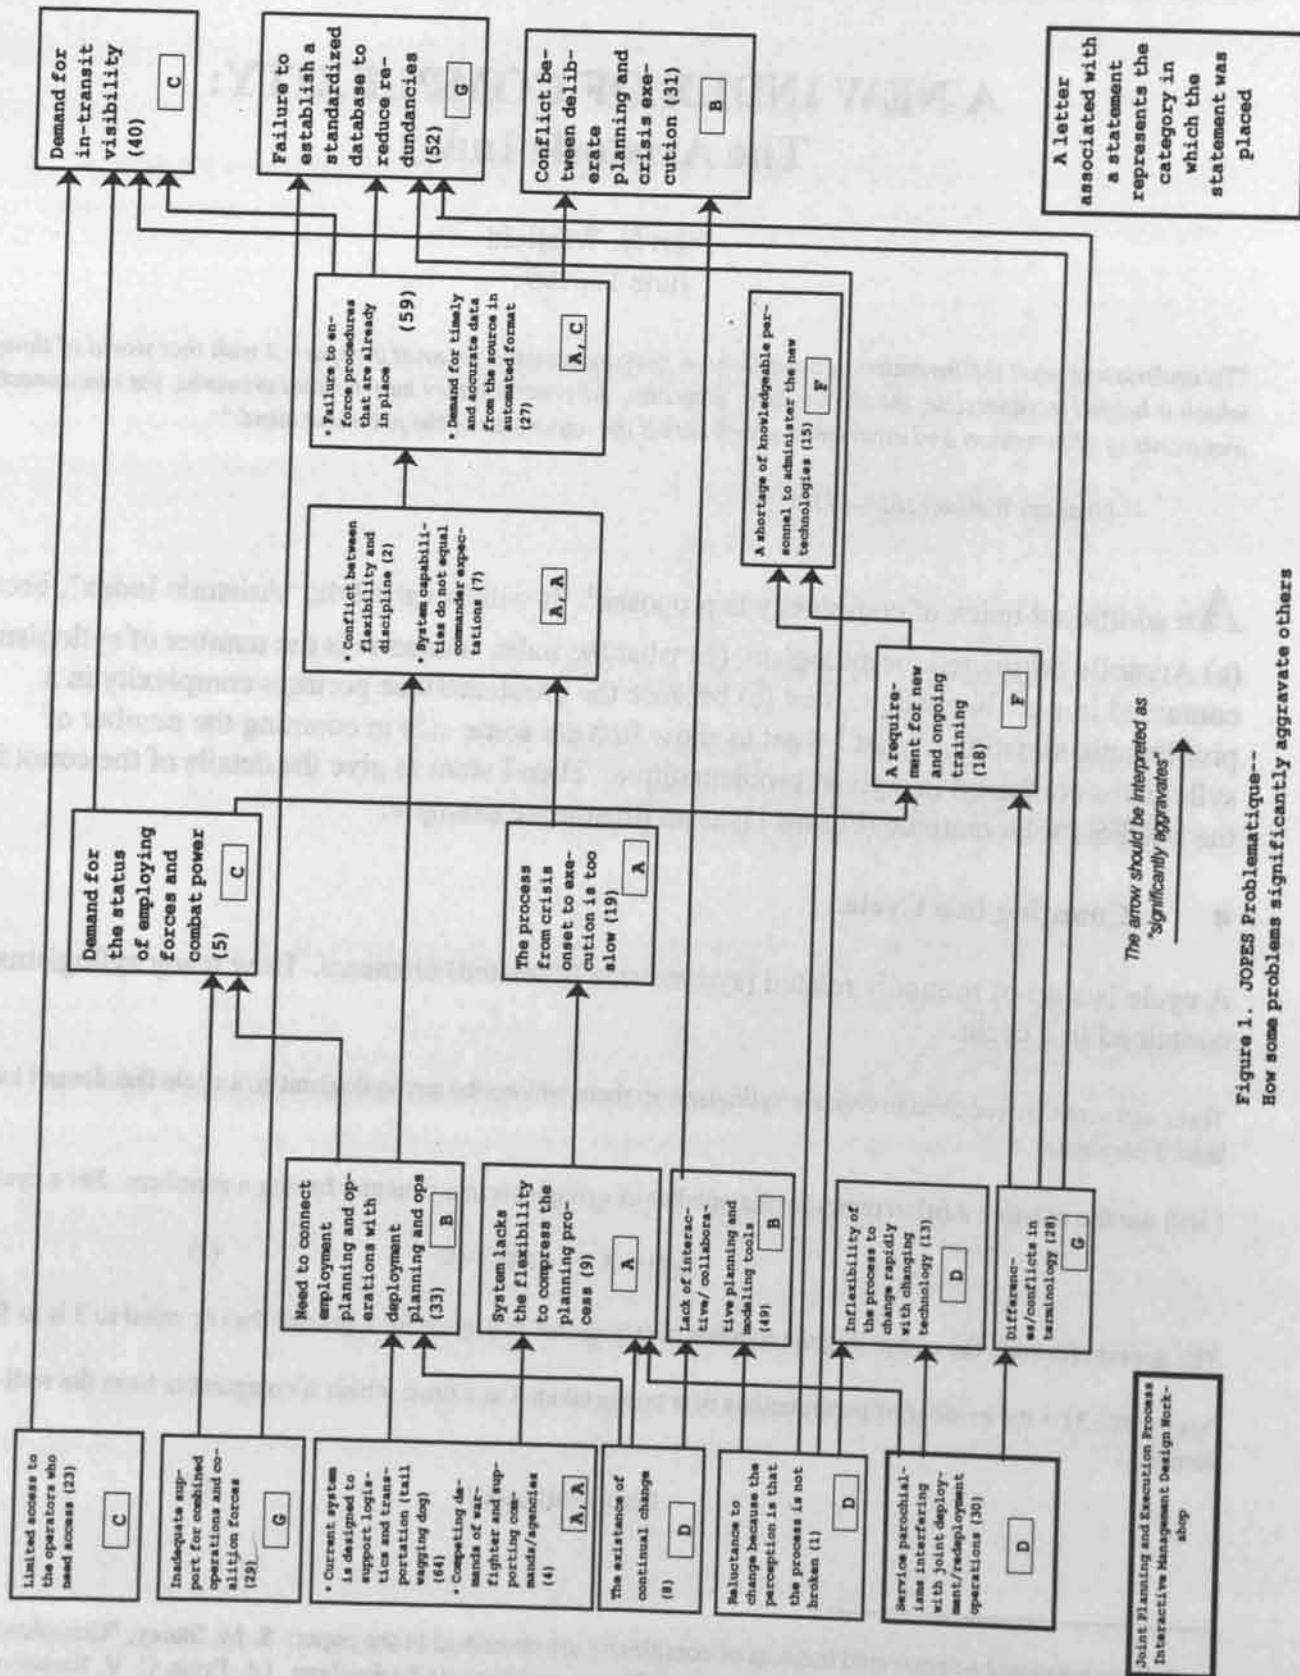 Limited access to
the operators who
need access (23)
C
Inadequate sup-
port for combined
operations and co-
alition forces
(29)
G
* Current system
is designed to
support logis-
tics and trans-
portation (tail
wagging dog)
(64)
* Competing de-
mands of war-
fighter and sup-
porting com-
mands/agencies
(4)
A, A
The existance of
continual change
(8)
D
Reluctance to
change because the
perception is that
the process is not
broken (1)
D
Service parochial-
isms interfering
with joint deploy-
ment/redeployment
operations (30)
D
Need to connect
employment
planning and op-
erations with
deployment
planning and ops
(33)
B
System lacks
the flexibility
to compress the
planning pro-
cess (9)
A
Lack of interac-
tive/ collabora-
tive planning and
modeling tools
(49)
B
Inflexibility of
the process to
change rapidly
with changing
technology (13)
D
Differenc-
es/conflicts in
terminology (28)
G
Demand for
the status
of employing
forces and
combat power
(5)
C
The process
from crisis
onset to exe-
cution is too
slow (19)
A
A require-
ment for new
and ongoing
training
(18)
F
* Conflict between
flexibility and
discipline (2)
* System capabili-
ties do not equal
commander expec-
tations (7)
A, A
A shortage of knowledgeable per-
sonnel to administer the new
technologies (15)
F
* Failure to en-
force procedures
that are already
in place.
(59)
* Demand for timely
and accurate data
from the source in
automated format
(27)
A, C
Demand for
in-transit
visibility
(40)
C
Failure to
establish a
standardized
database to
reduce re-
dundancies
(52)
G
Conflict be-
tween delib-
erate
planning and
crisis exe-
cution (31)
B
A letter
associated with
a statement
represents the
category in
which the
statement was
placed
The arrow should be interpreted as
"significantly aggravates"
Joint Planning and Execution Process
Interactive Management Design Work-
shop
Figure 1. JOPES Problematique--
How some problems significantly aggravate others